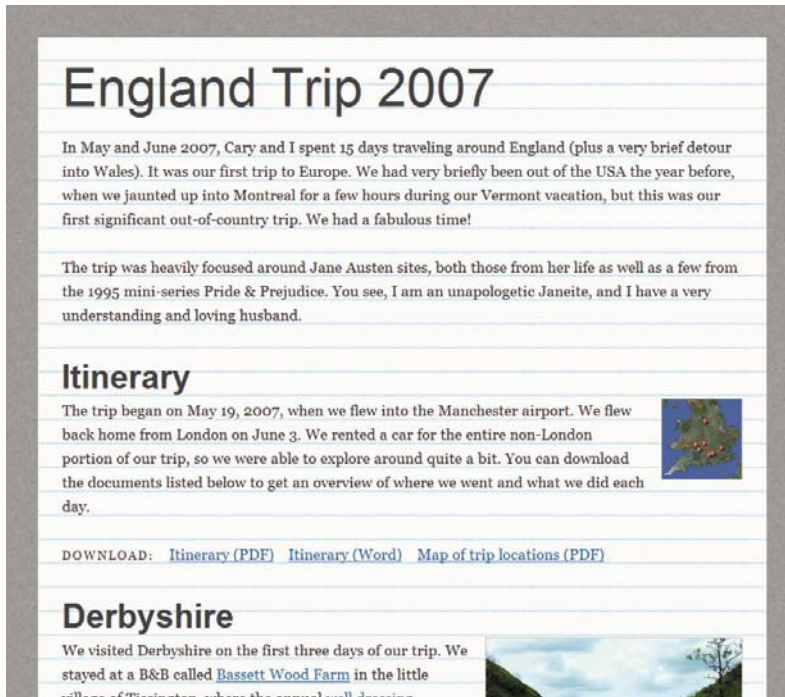 England Trip 2007
In May and June 2007, Cary and I spent 15 days traveling around England (plus a very brief detour
into Wales). It was our first trip to Europe. We had very briefly been out of the USA the year before,
when we jaunted up into Montreal for a few hours during our Vermont vacation, but this was our
first significant out-of-country trip. We had a fabulous time!
The trip was heavily focused around Jane Austen sites, both those from her life as well as a few from
the 1995 mini-series Pride & Prejudice. You see, I am an unapologetic Janeite, and I have a very
understanding and loving husband.
Itinerary
The trip began on May 19, 2007, when we flew into the Manchester airport. We flew
back home from London on June 3. We rented a car for the entire non-London
portion of our trip, so we were able to explore around quite a bit. You can download
the documents listed below to get an overview of where we went and what we did each
day.
DOWNLOAD: Itinerary (PDF) Itinerary (Word) Map of trip locations (PDF)
Derbyshire
We visited Derbyshire on the first three days of our trip. We
stayed at a B&B called Bassett Wood Farm in the little
village of Tissington, where the annual well dressing